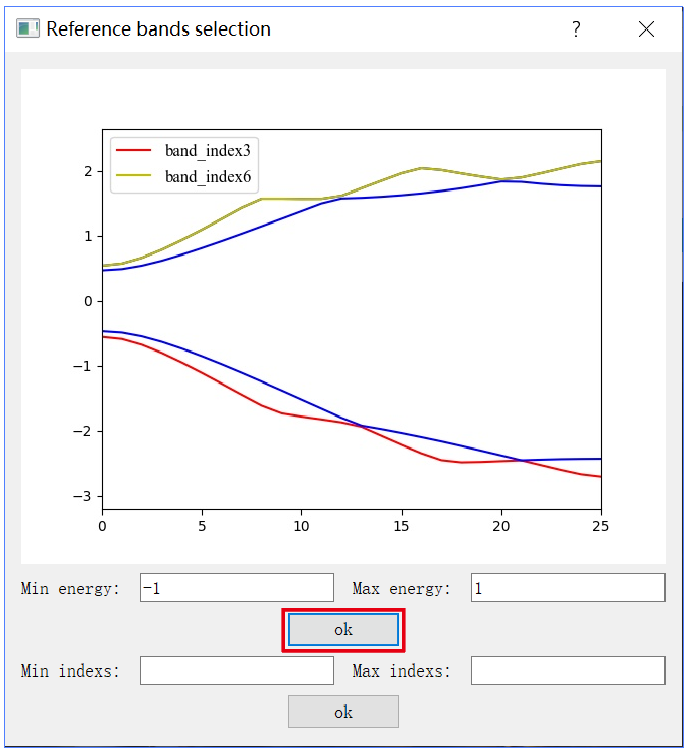 Reference bands selection
?
band_index3
band_index6
2
1
0
−1
−2
−3
0 5 10 15 20 25
Min energy: -1 Max energy: 1
ok
Min indexs: Max indexs:
ok